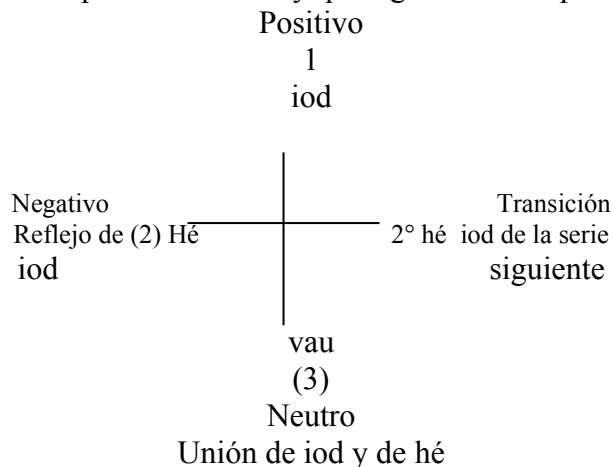 Positivo
1
iod
Negativo
Reflejo de (2) Hé
iod
Transición
2° hé iod de la serie
siguiente
vau
(3)
Neutro
Unión de iod y de hé